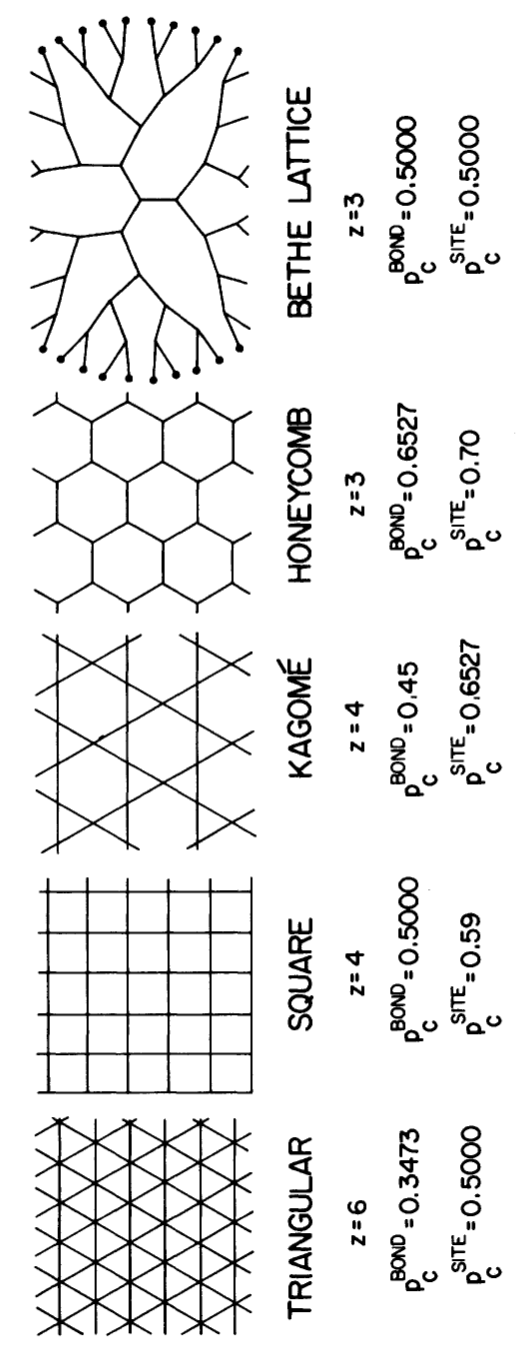 TRIANGULAR
z=6
p_c^BOND=0.3473
p_c^SITE=0.5000
SQUARE
z=4
p_c^BOND=0.5000
p_c^SITE=0.59
KAGOMÉ
z=4
p_c^BOND=0.45
p_c^SITE=0.6527
HONEYCOMB
z=3
p_c^BOND=0.6527
p_c^SITE=0.70
BETHE LATTICE
z=3
p_c^BOND=0.5000
p_c^SITE=0.5000